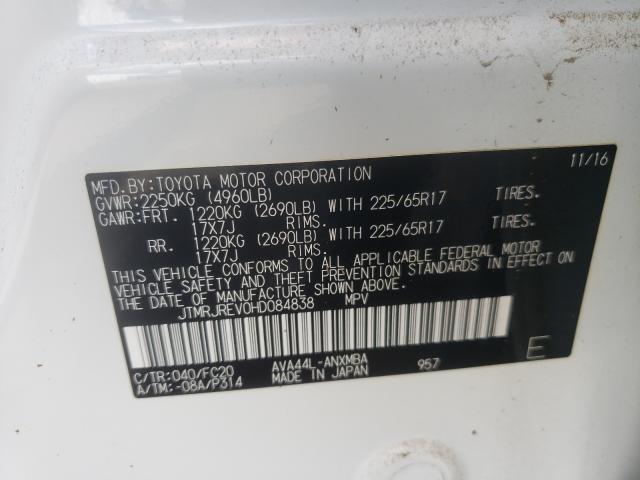 MFD.BY:TOYOTA MOTOR CORPORATION 11/16
GVWR:2250KG (4960LB)
GAWR:FRT. 1220KG (2690LB) WITH 225/65R17 TIRES.
17X7J RIMS.
RR. 1220KG (2690LB) WITH 225/65R17 TIRES.
17X7J RIMS.
THIS VEHICLE CONFORMS TO ALL APPLICABLE FEDERAL MOTOR
VEHICLE SAFETY AND THEFT PREVENTION STANDARDS IN EFFECT ON
THE DATE OF MANUFACTURE SHOWN ABOVE.
JTMRJREV0HD084838 MPV
C/TR:040/FC20 AVA44L-ANXMBA 957 E
A/TM:-08A/P314 MADE IN JAPAN